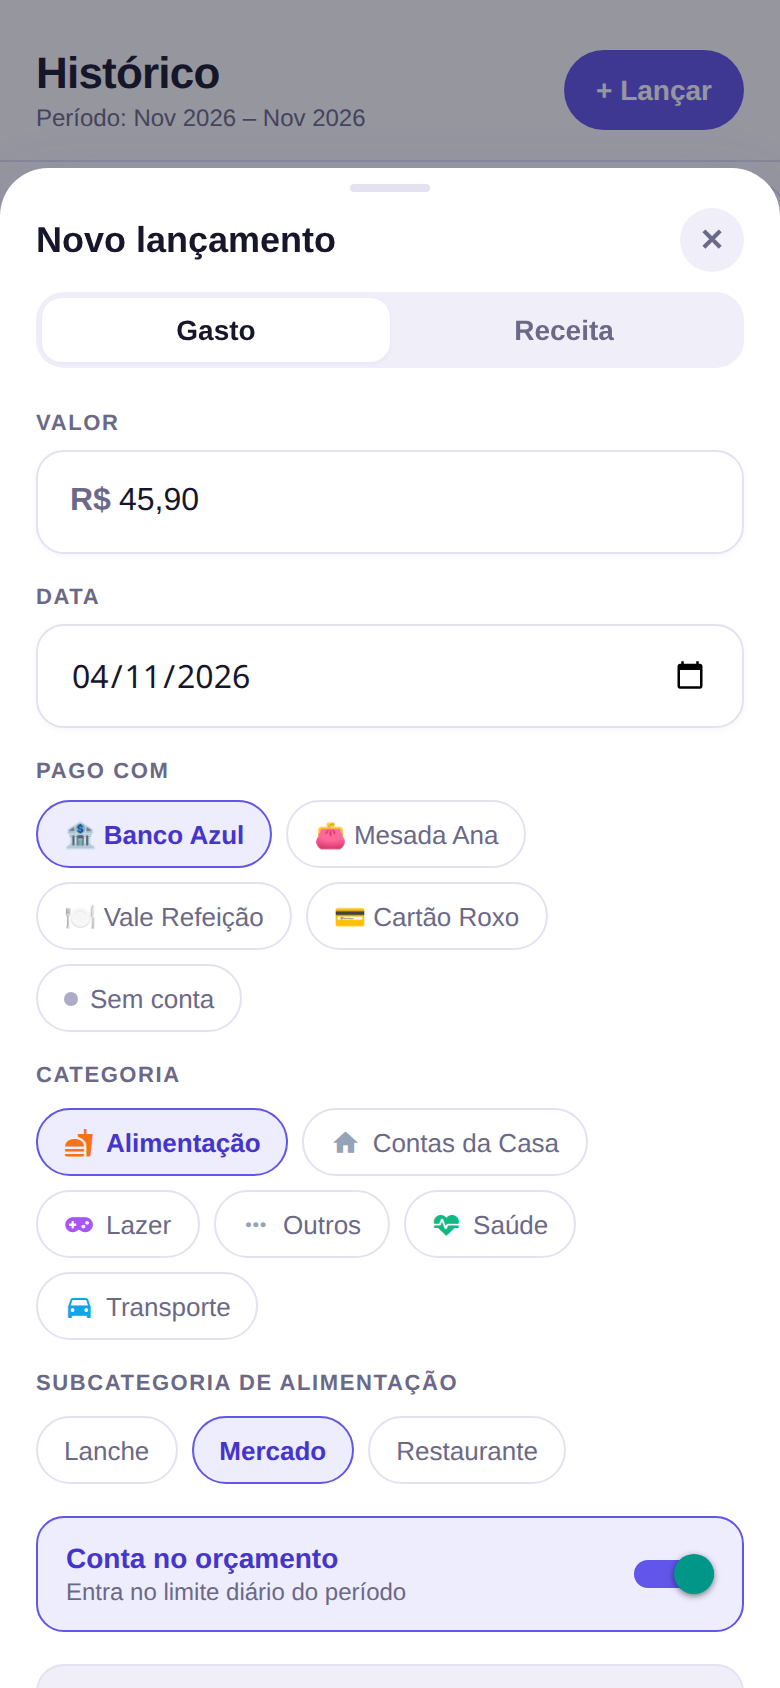 Histórico
+ Lançar
Período: Nov 2026 – Nov 2026
Novo lançamento
Gasto
Receita
VALOR
R$ 45,90
DATA
04/11/2026
PAGO COM
Banco Azul
Mesada Ana
Vale Refeição
Cartão Roxo
Sem conta
CATEGORIA
Alimentação
Contas da Casa
Lazer
Outros
Saúde
Transporte
SUBCATEGORIA DE ALIMENTAÇÃO
Lanche
Mercado
Restaurante
Conta no orçamento
Entra no limite diário do período